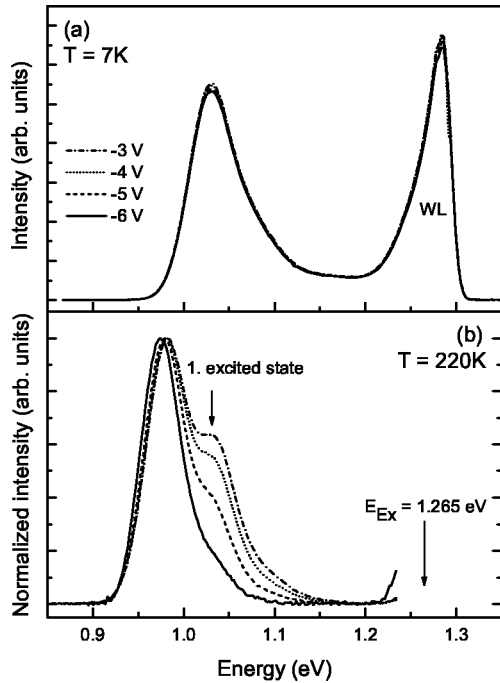 (a)
T = 7K
Intensity (arb. units)
-3 V
-4 V
-5 V
-6 V
WL
(b)
T = 220K
Normalized intensity (arb. units)
1. excited state
E_Ex = 1.265 eV
0.9 1.0 1.1 1.2 1.3
Energy (eV)